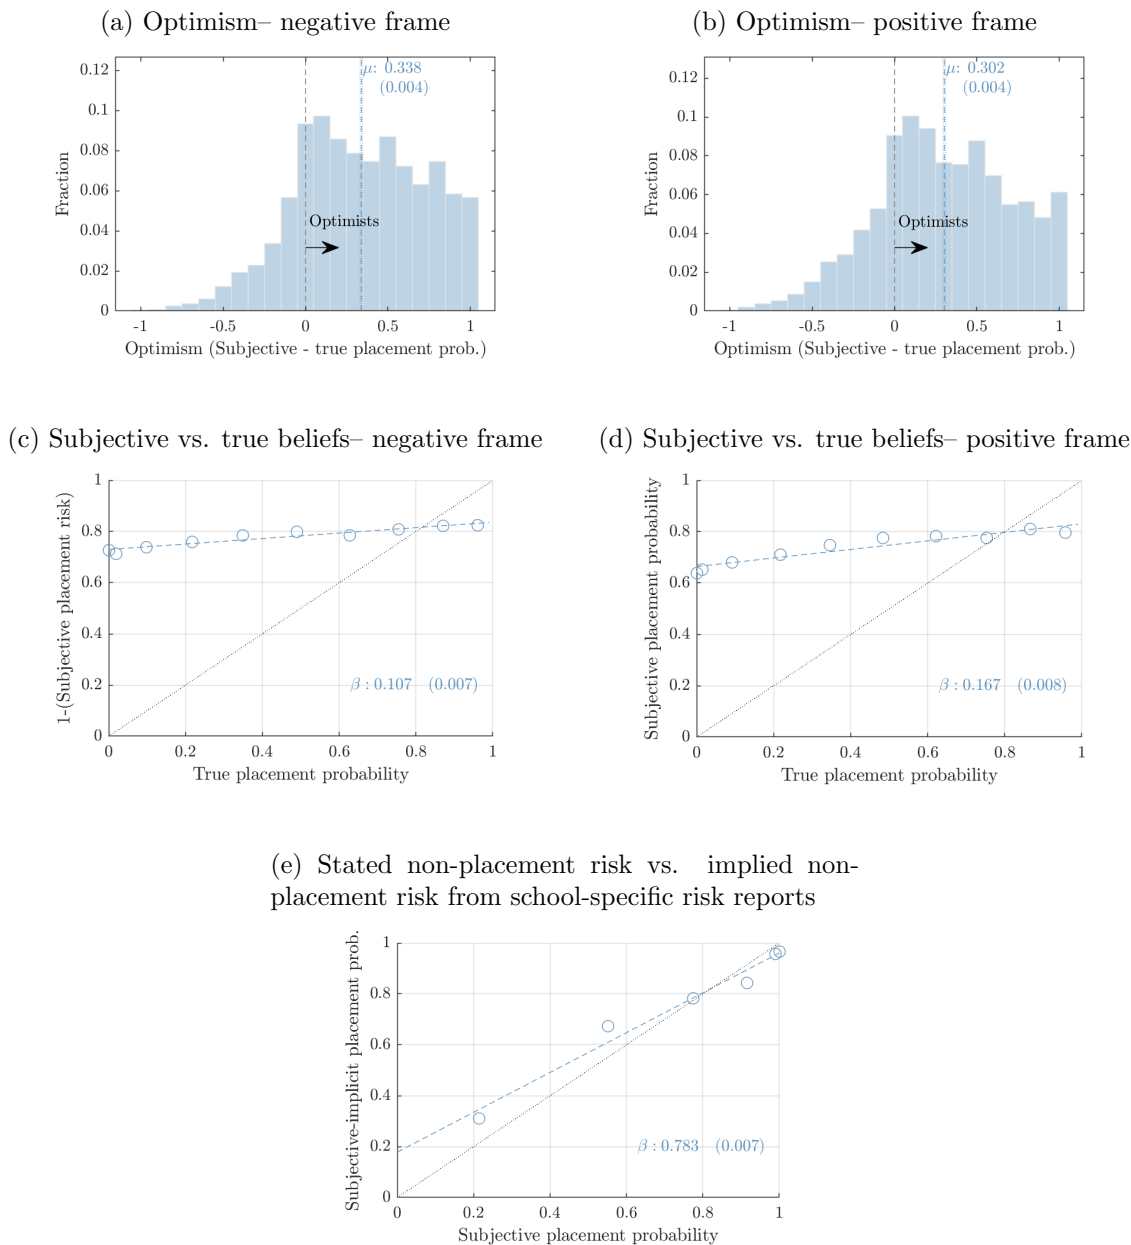 (a) Optimism– negative frame
0.12
0.1
0.08
0.06
0.04
0.02
0
Fraction
μ: 0.338
(0.004)
Optimists
-1 -0.5 0 0.5 1
Optimism (Subjective - true placement prob.)
(b) Optimism– positive frame
0.12
0.1
0.08
0.06
0.04
0.02
0
Fraction
μ: 0.302
(0.004)
Optimists
-1 -0.5 0 0.5 1
Optimism (Subjective - true placement prob.)
(c) Subjective vs. true beliefs– negative frame
1
0.8
0.6
0.4
0.2
0
1-(Subjective placement risk)
β : 0.107 (0.007)
0 0.2 0.4 0.6 0.8 1
True placement probability
(d) Subjective vs. true beliefs– positive frame
1
0.8
0.6
0.4
0.2
0
Subjective placement probability
β : 0.167 (0.008)
0 0.2 0.4 0.6 0.8 1
True placement probability
(e) Stated non-placement risk vs. implied non-
placement risk from school-specific risk reports
1
0.8
0.6
0.4
0.2
0
Subjective-implicit placement prob.
β : 0.783 (0.007)
0 0.2 0.4 0.6 0.8 1
Subjective placement probability